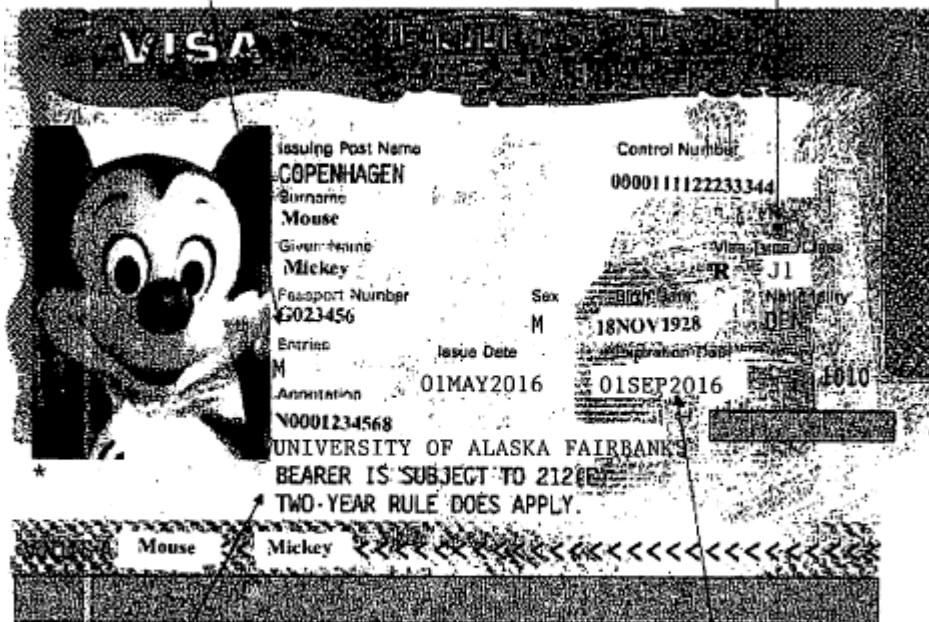 VISA
Issuing Post Name
Control Number
COPENHAGEN
0000111122233344
Surname
Mouse
Given Name
Visa Type /Class
Mickey
R J1
Passport Number Sex Birth Date Nationality
G023456 M 18NOV1928 DEN
Entries Issue Date Expiration Date
M 01MAY2016 01SEP2016 1010
Annotation
N0001234568
UNIVERSITY OF ALASKA FAIRBANKS
BEARER IS SUBJECT TO 212(E)
TWO-YEAR RULE DOES APPLY.
*
Mouse < Mickey <<<<<<<<<<<<<<<<<<<